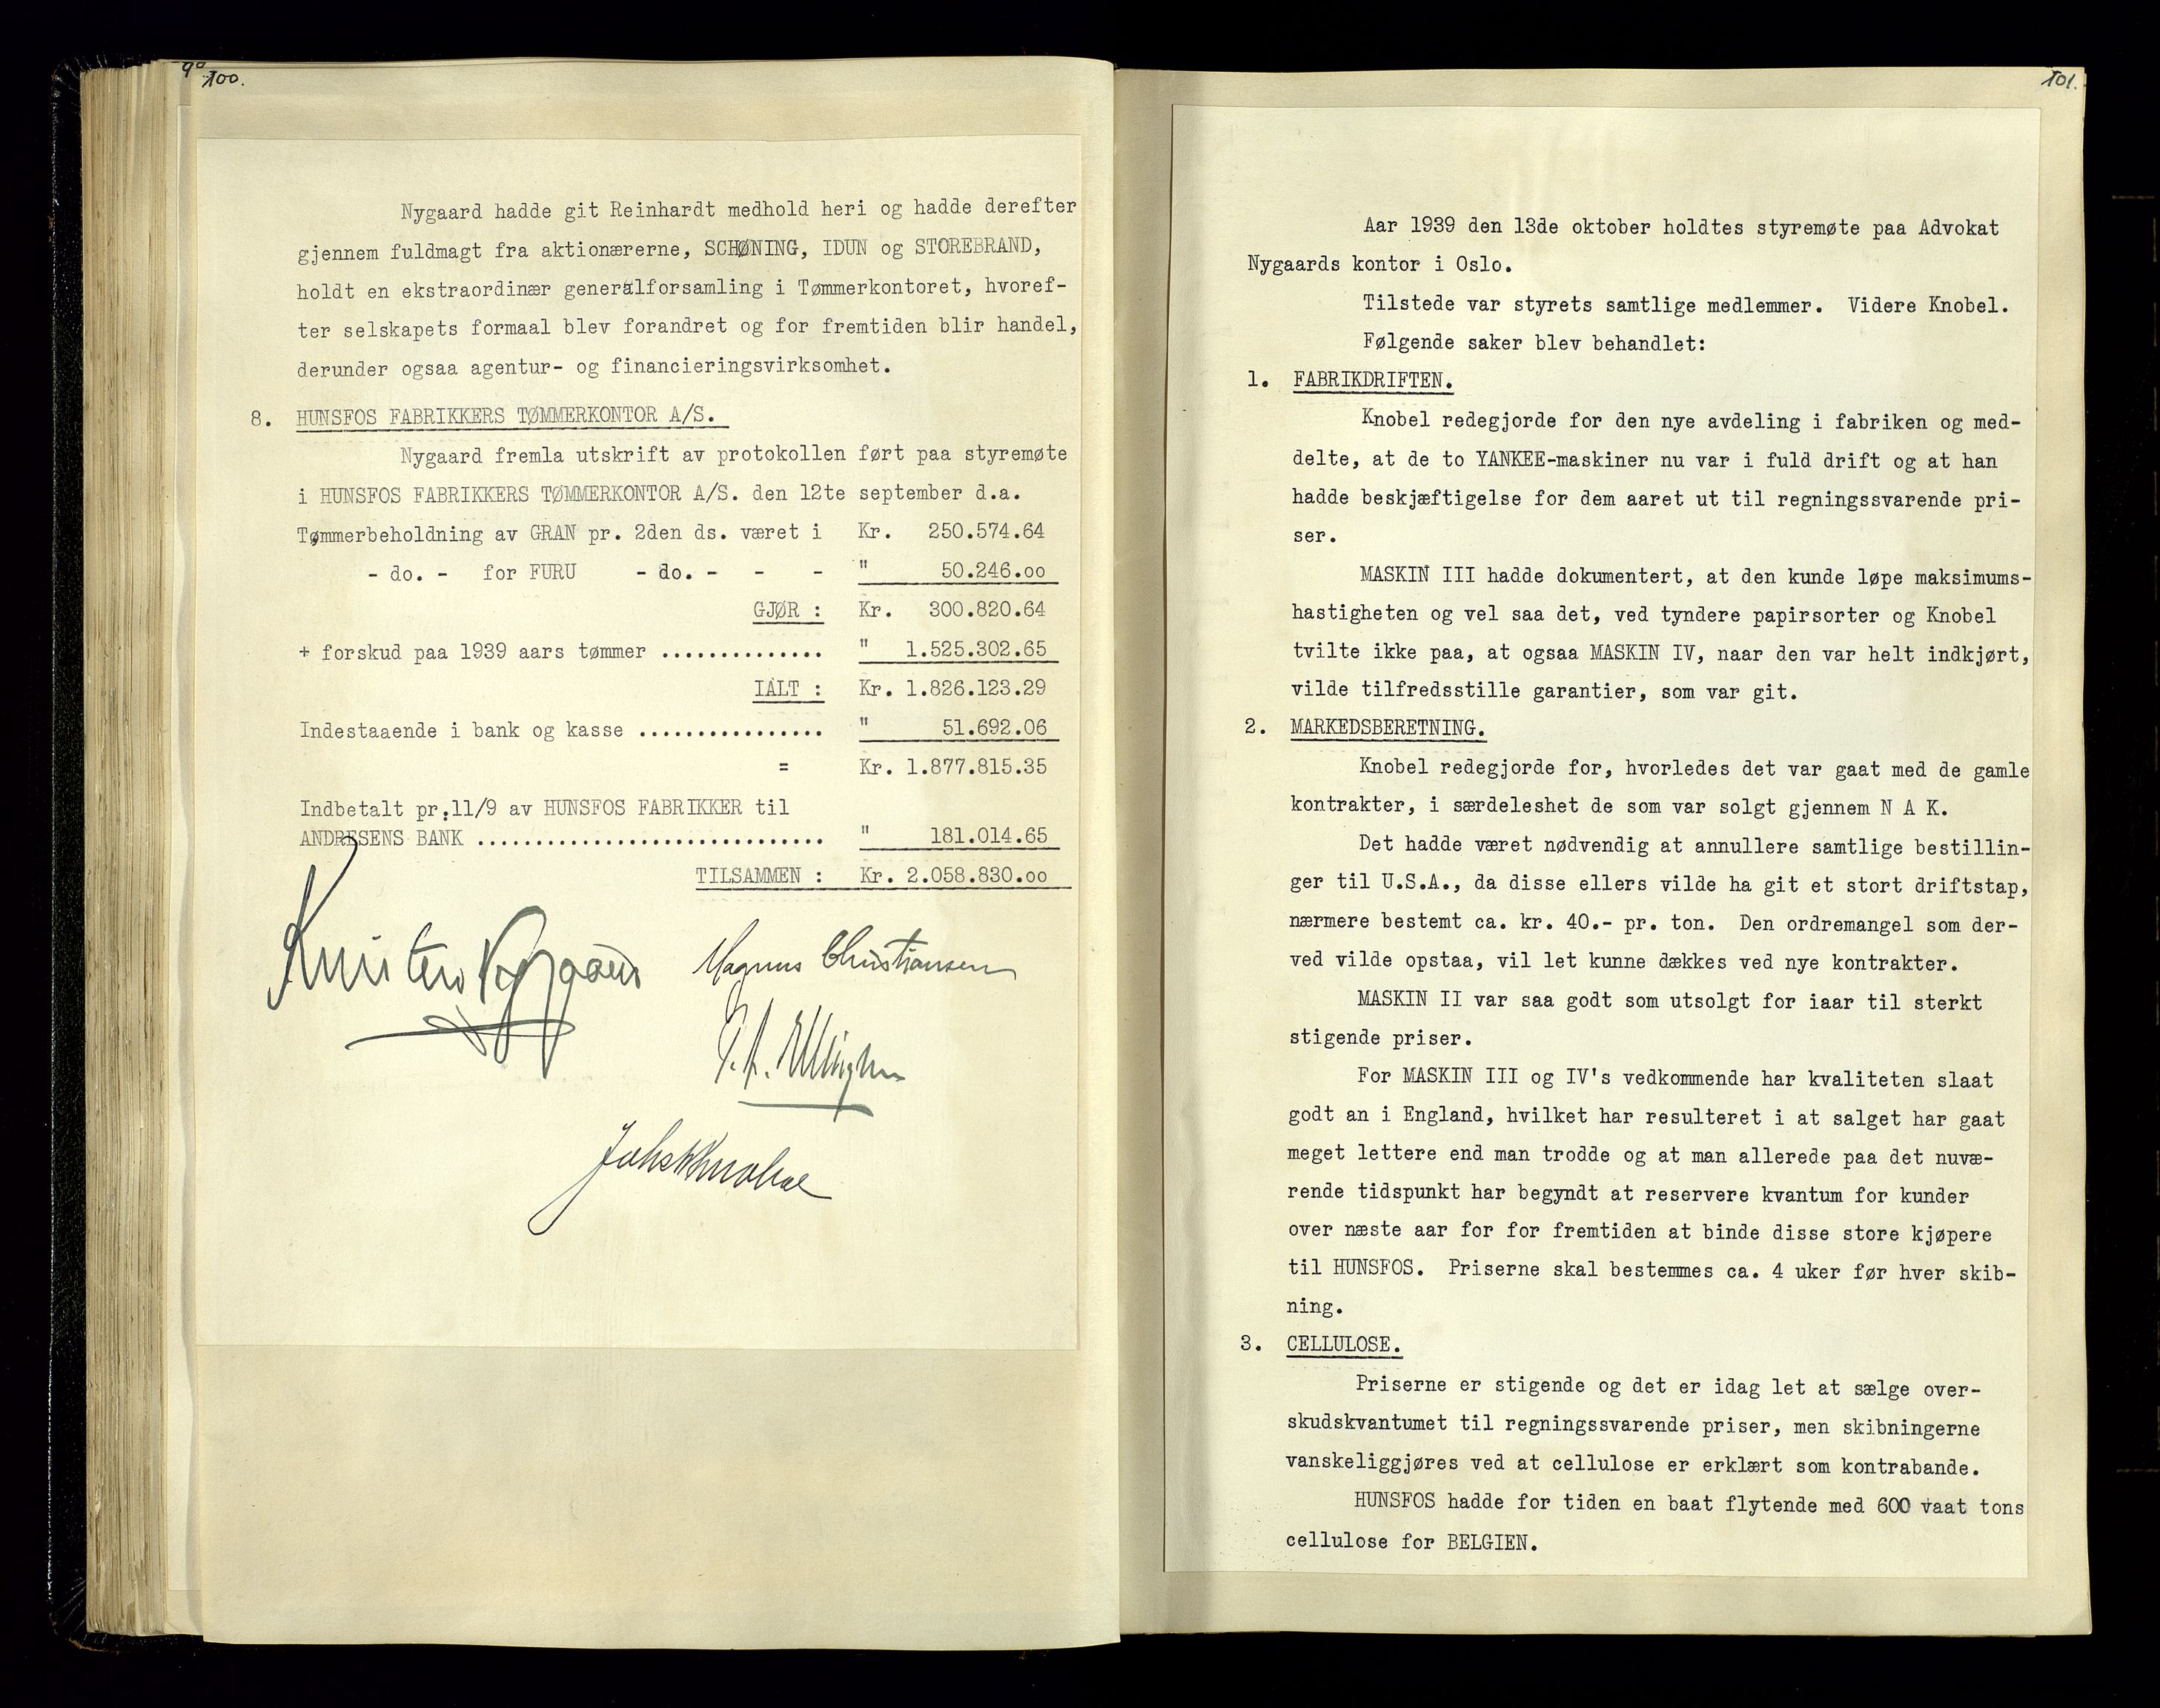 100.
Nygaard hadde git Reinhardt medhold heri og hadde derefter
gjennem fuldmagt fra aktionærerne, SCHØNING, IDUN og STOREBRAND,
holdt en ekstraordinær generalforsamling i Tømmerkontoret, hvoref-
ter selskapets formaal blev forandret og for fremtiden blir handel,
derunder ogsaa agentur- og financieringsvirksomhet.
8. HUNSFOS FABRIKKERS TØMMERKONTOR A/S.
Nygaard fremla utskrift av protokollen ført paa styremøte
i HUNSFOS FABRIKKERS TØMMERKONTOR A/S. den 12te september d.a.
Tømmerbeholdning av GRAN pr. 2den ds. været i Kr. 250.574.64
- do. - for FURU - do. - - - " 50.246.oo
GJØR : Kr. 300.820.64
+ forskud paa 1939 aars tømmer .............. " 1.525.302.65
IALT : Kr. 1.826.123.29
Indestaaende i bank og kasse ................ " 51.692.06
= Kr. 1.877.815.35
Indbetalt pr.11/9 av HUNSFOS FABRIKKER til
ANDRESENS BANK .............................. " 181.014.65
TILSAMMEN : Kr. 2.058.830.oo
Nygaard
Magnus Christiansen
101.
Aar 1939 den 13de oktober holdtes styremøte paa Advokat
Nygaards kontor i Oslo.
Tilstede var styrets samtlige medlemmer. Videre Knobel.
Følgende saker blev behandlet:
1. FABRIKDRIFTEN.
Knobel redegjorde for den nye avdeling i fabriken og med-
delte, at de to YANKEE-maskiner nu var i fuld drift og at han
hadde beskjæftigelse for dem aaret ut til regningssvarende pri-
ser.
MASKIN III hadde dokumentert, at den kunde løpe maksimums-
hastigheten og vel saa det, ved tyndere papirsorter og Knobel
tvilte ikke paa, at ogsaa MASKIN IV, naar den var helt indkjørt,
vilde tilfredsstille garantier, som var git.
2. MARKEDSBERETNING.
Knobel redegjorde for, hvorledes det var gaat med de gamle
kontrakter, i særdeleshet de som var solgt gjennem N A K.
Det hadde været nødvendig at annullere samtlige bestillin-
ger til U.S.A., da disse ellers vilde ha git et stort driftstap,
nærmere bestemt ca. kr. 40.- pr. ton. Den ordremangel som der-
ved vilde opstaa, vil let kunne dækkes ved nye kontrakter.
MASKIN II var saa godt som utsolgt for iaar til sterkt
stigende priser.
For MASKIN III og IV's vedkommende har kvaliteten slaat
godt an i England, hvilket har resulteret i at salget har gaat
meget lettere end man trodde og at man allerede paa det nuvæ-
rende tidspunkt har begyndt at reservere kvantum for kunder
over næste aar for for fremtiden at binde disse store kjøpere
til HUNSFOS. Priserne skal bestemmes ca. 4 uker før hver skib-
ning.
3. CELLULOSE.
Priserne er stigende og det er idag let at sælge over-
skudskvantumet til regningssvarende priser, men skibningerne
vanskeliggjøres ved at cellulose er erklært som kontrabande.
HUNSFOS hadde for tiden en baat flytende med 600 vaat tons
cellulose for BELGIEN.